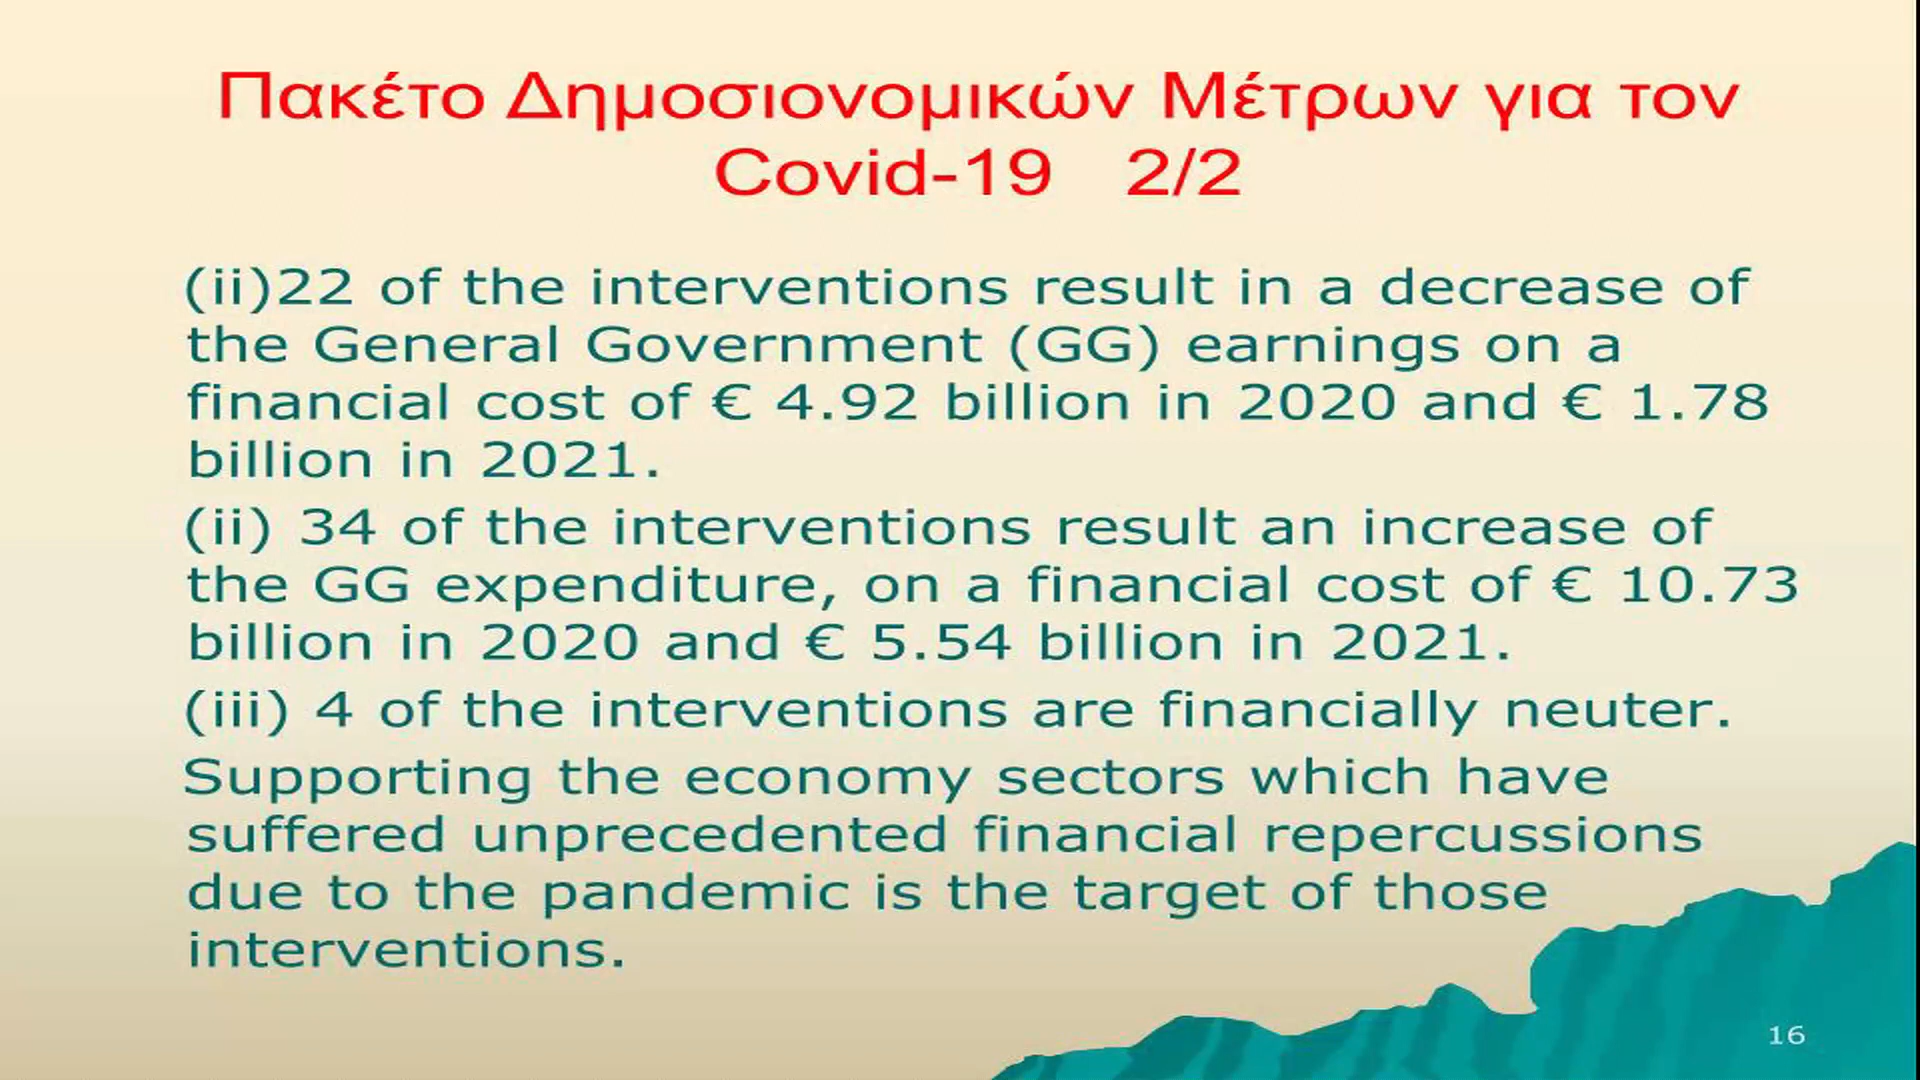 Πακέτο Δημοσιονομικών Μέτρων για τον
Covid-19 2/2
(ii)22 of the interventions result in a decrease of
the General Government (GG) earnings on a
financial cost of € 4.92 billion in 2020 and € 1.78
billion in 2021.
(ii) 34 of the interventions result an increase of
the GG expenditure, on a financial cost of € 10.73
billion in 2020 and € 5.54 billion in 2021.
(iii) 4 of the interventions are financially neuter.
Supporting the economy sectors which have
suffered unprecedented financial repercussions
due to the pandemic is the target of those
interventions.
16